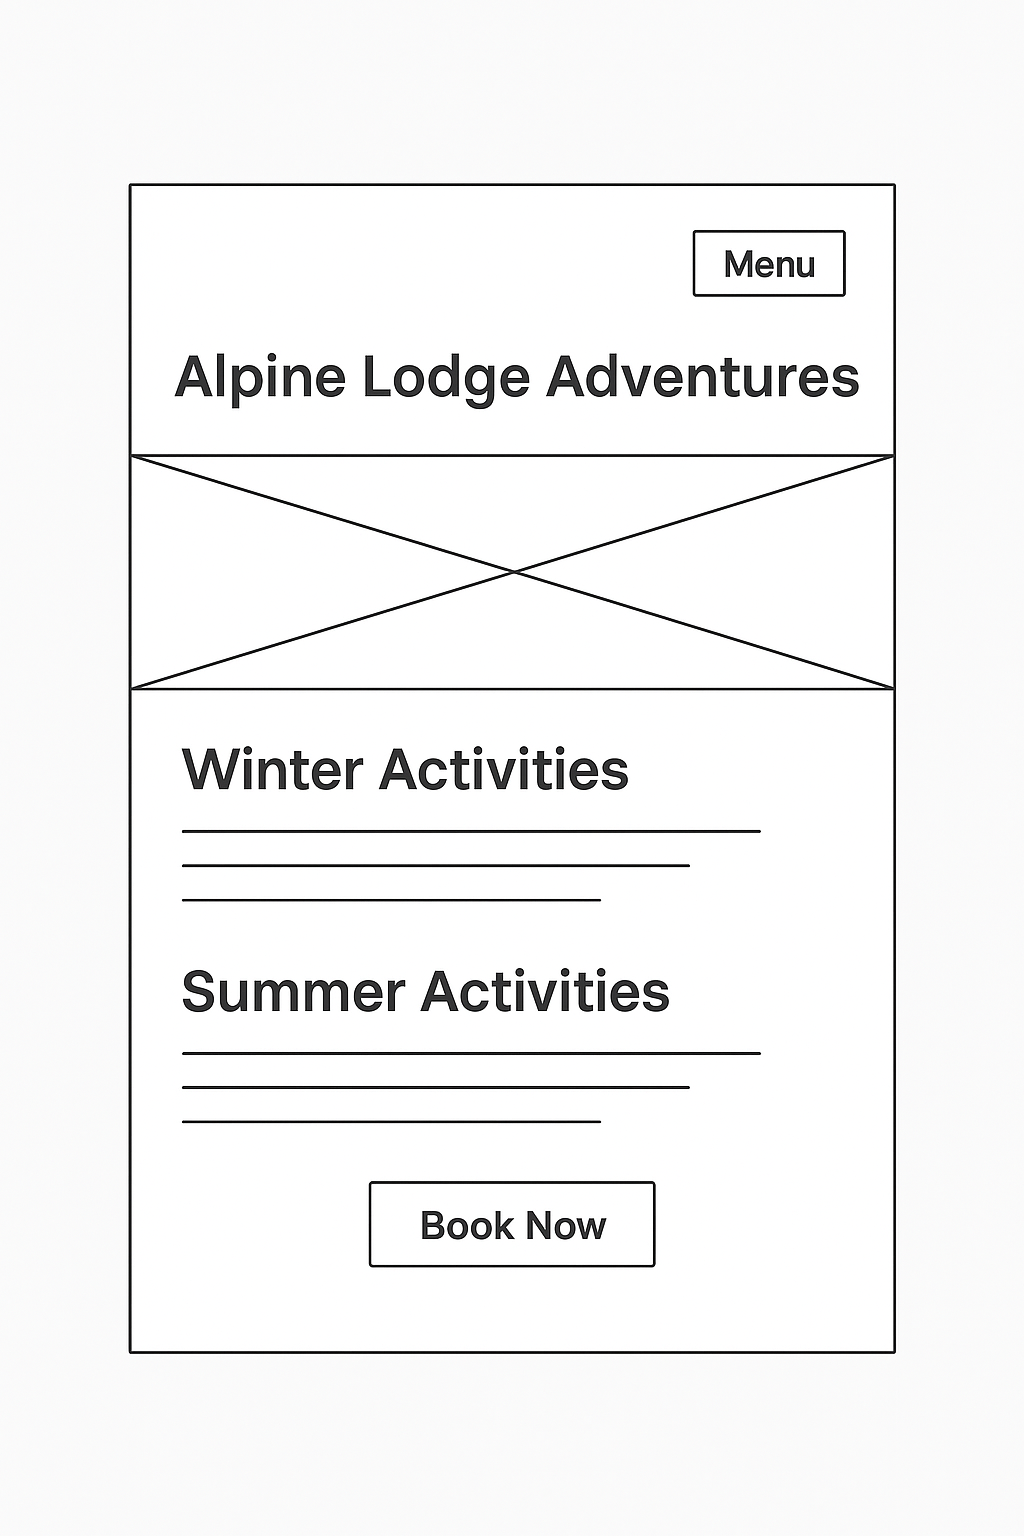 Menu
Alpine Lodge Adventures
Winter Activities
Summer Activities
Book Now